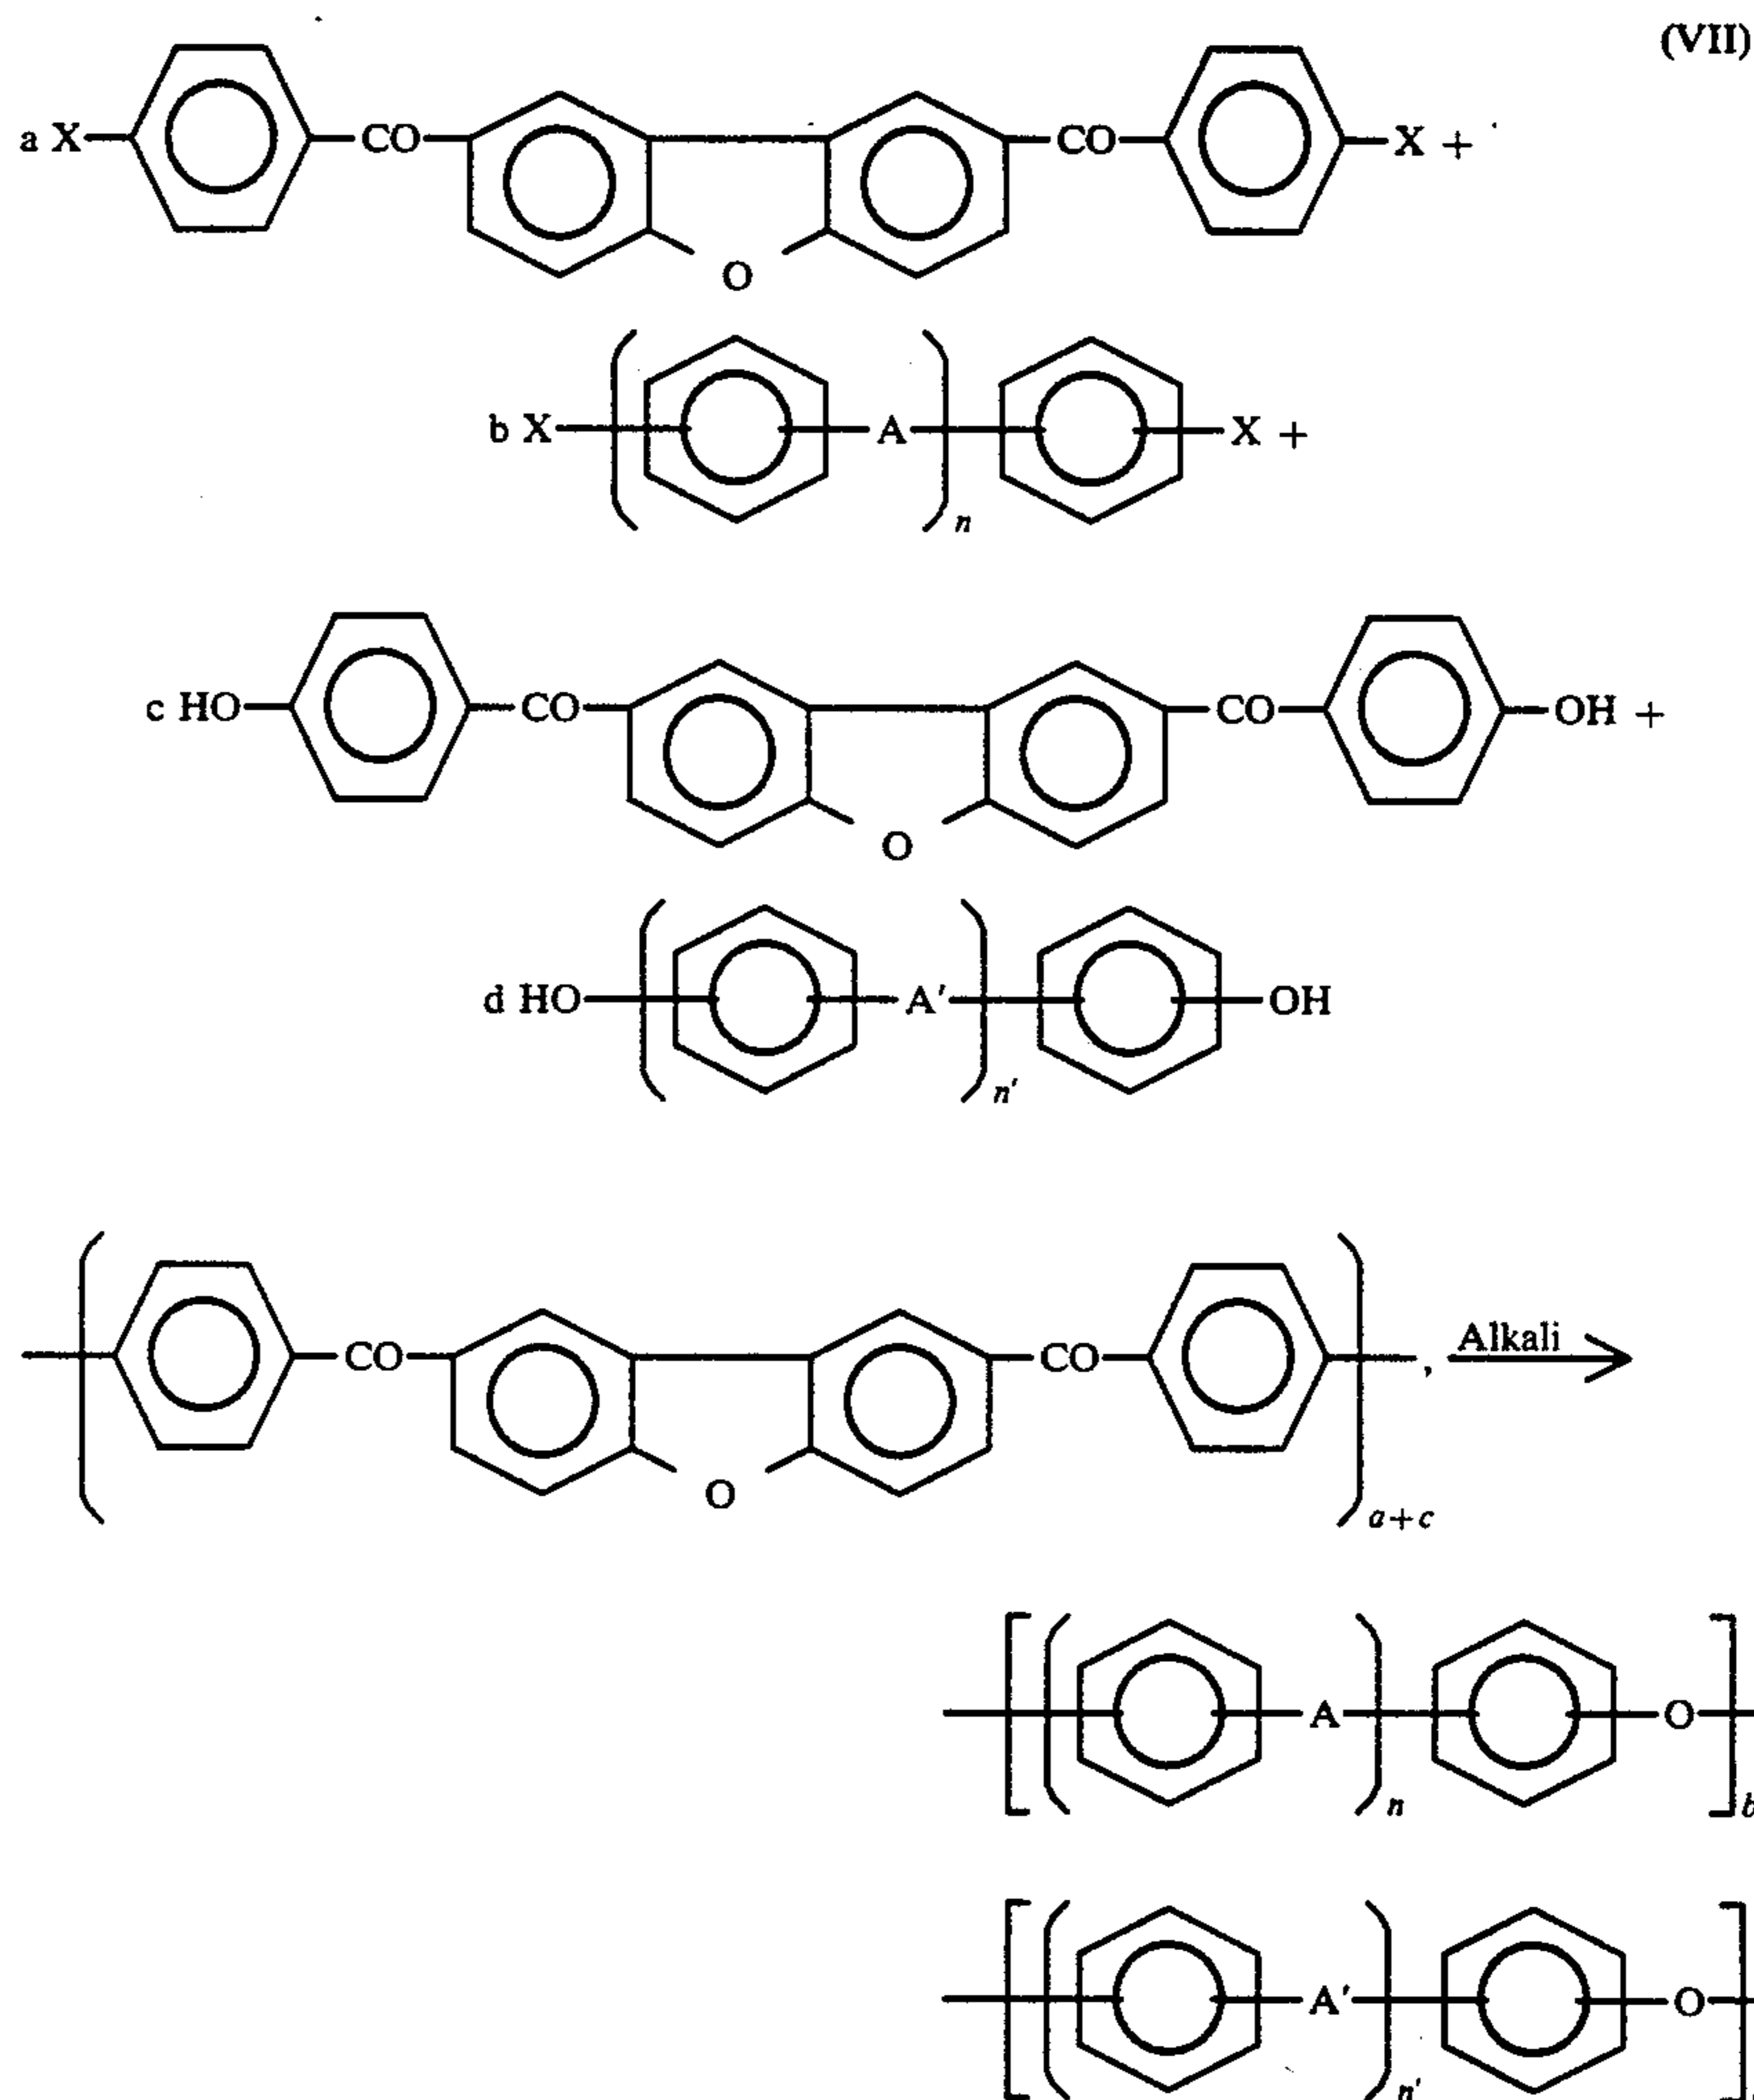 (VII)
a X CO CO X +
O
b X A X +
n
c HO CO CO OH +
O
d HO A' OH
n'
CO CO , Alkali
O
a+c
A O
n b
A' O
n'